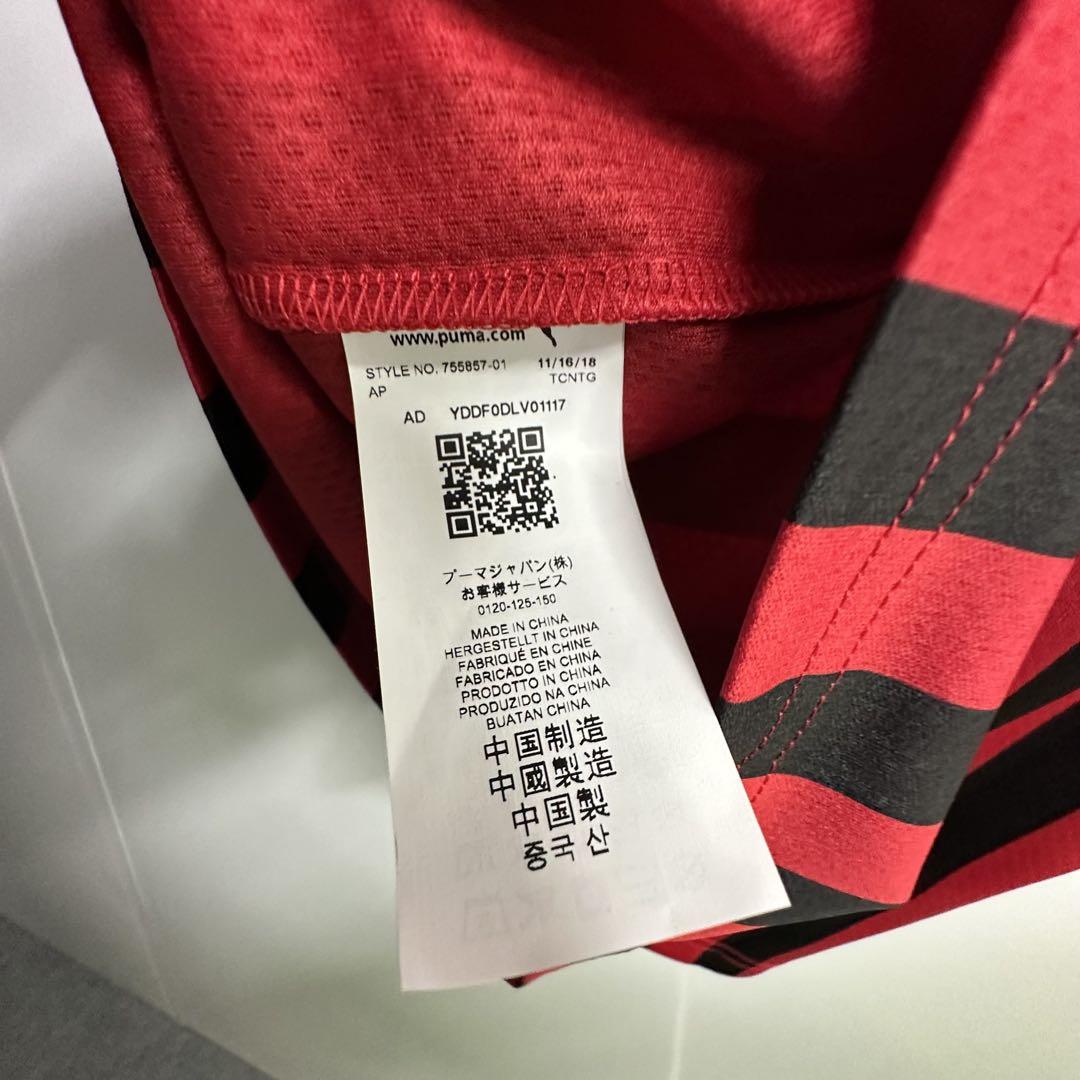 www.puma.com
STYLE NO. 755857-01 11/16/18
AP TCNTG
AD YDDF0DLV01117
プーマジャパン(株)
お客様サービス
0120-125-150
MADE IN CHINA
HERGESTELLT IN CHINA
FABRIQUÉ EN CHINE
FABRICADO EN CHINA
PRODOTTO IN CHINA
PRODUZIDO NA CHINA
BUATAN CHINA
中国制造
中國製造
中国製
중국 산